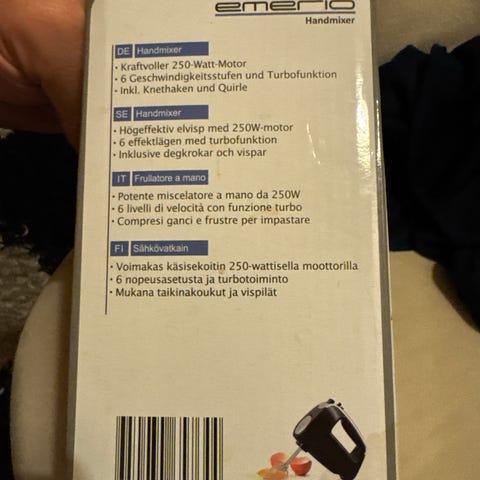 emerio
Handmixer
DE Handmixer
• Kraftvoller 250-Watt-Motor
• 6 Geschwindigkeitsstufen und Turbofunktion
• Inkl. Knethaken und Quirle
SE Handmixer
• Högeffektiv elvisp med 250W-motor
• 6 effektlägen med turbofunktion
• Inklusive degkrokar och vispar
IT Frullatore a mano
• Potente miscelatore a mano da 250W
• 6 livelli di velocità con funzione turbo
• Compresi ganci e frustre per impastare
FI Sähkövatkain
• Voimakas käsisekoitin 250-wattisella moottorilla
• 6 nopeusasetusta ja turbotoiminto
• Mukana taikinakoukut ja vispilät